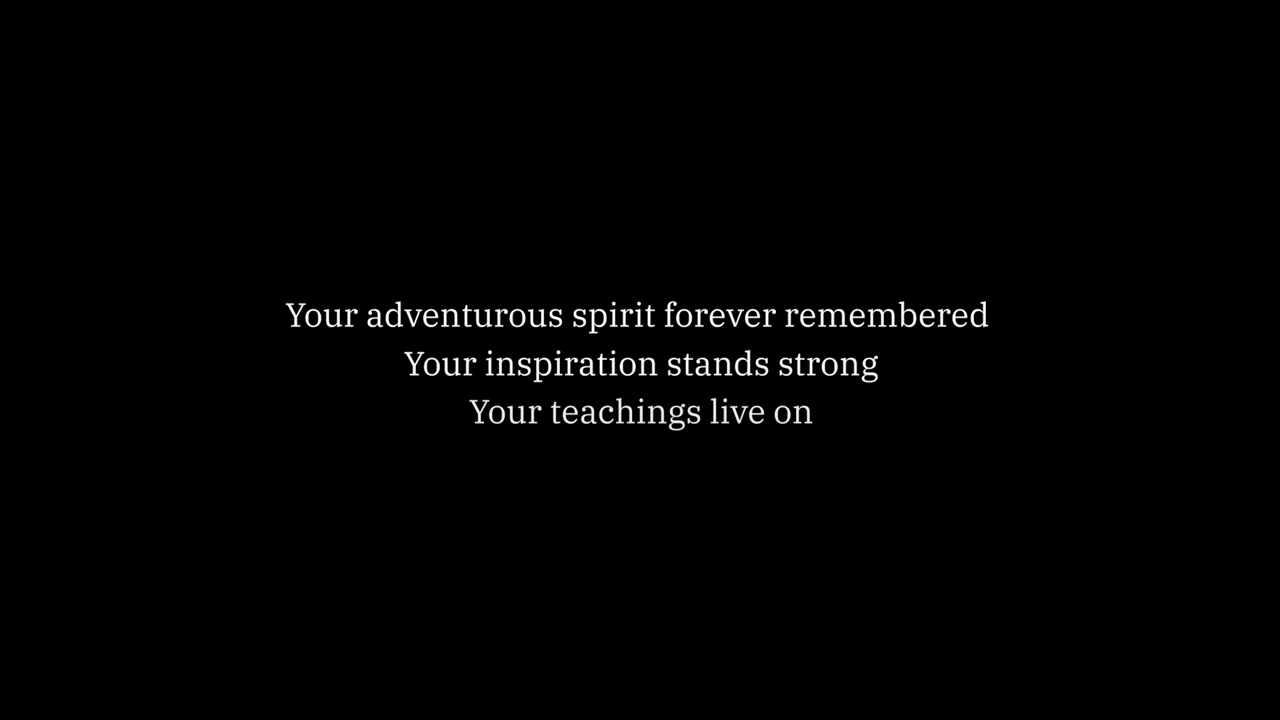 Your adventurous spirit forever remembered
Your inspiration stands strong
Your teachings live on